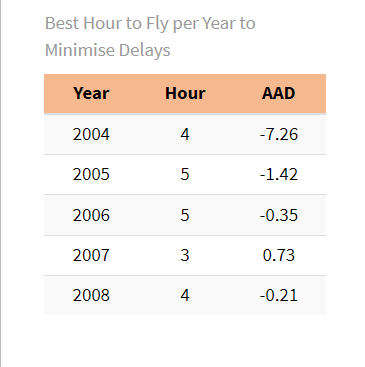 Best Hour to Fly per Year to
Minimise Delays
Year Hour AAD
2004 4 -7.26
2005 5 -1.42
2006 5 -0.35
2007 3 0.73
2008 4 -0.21